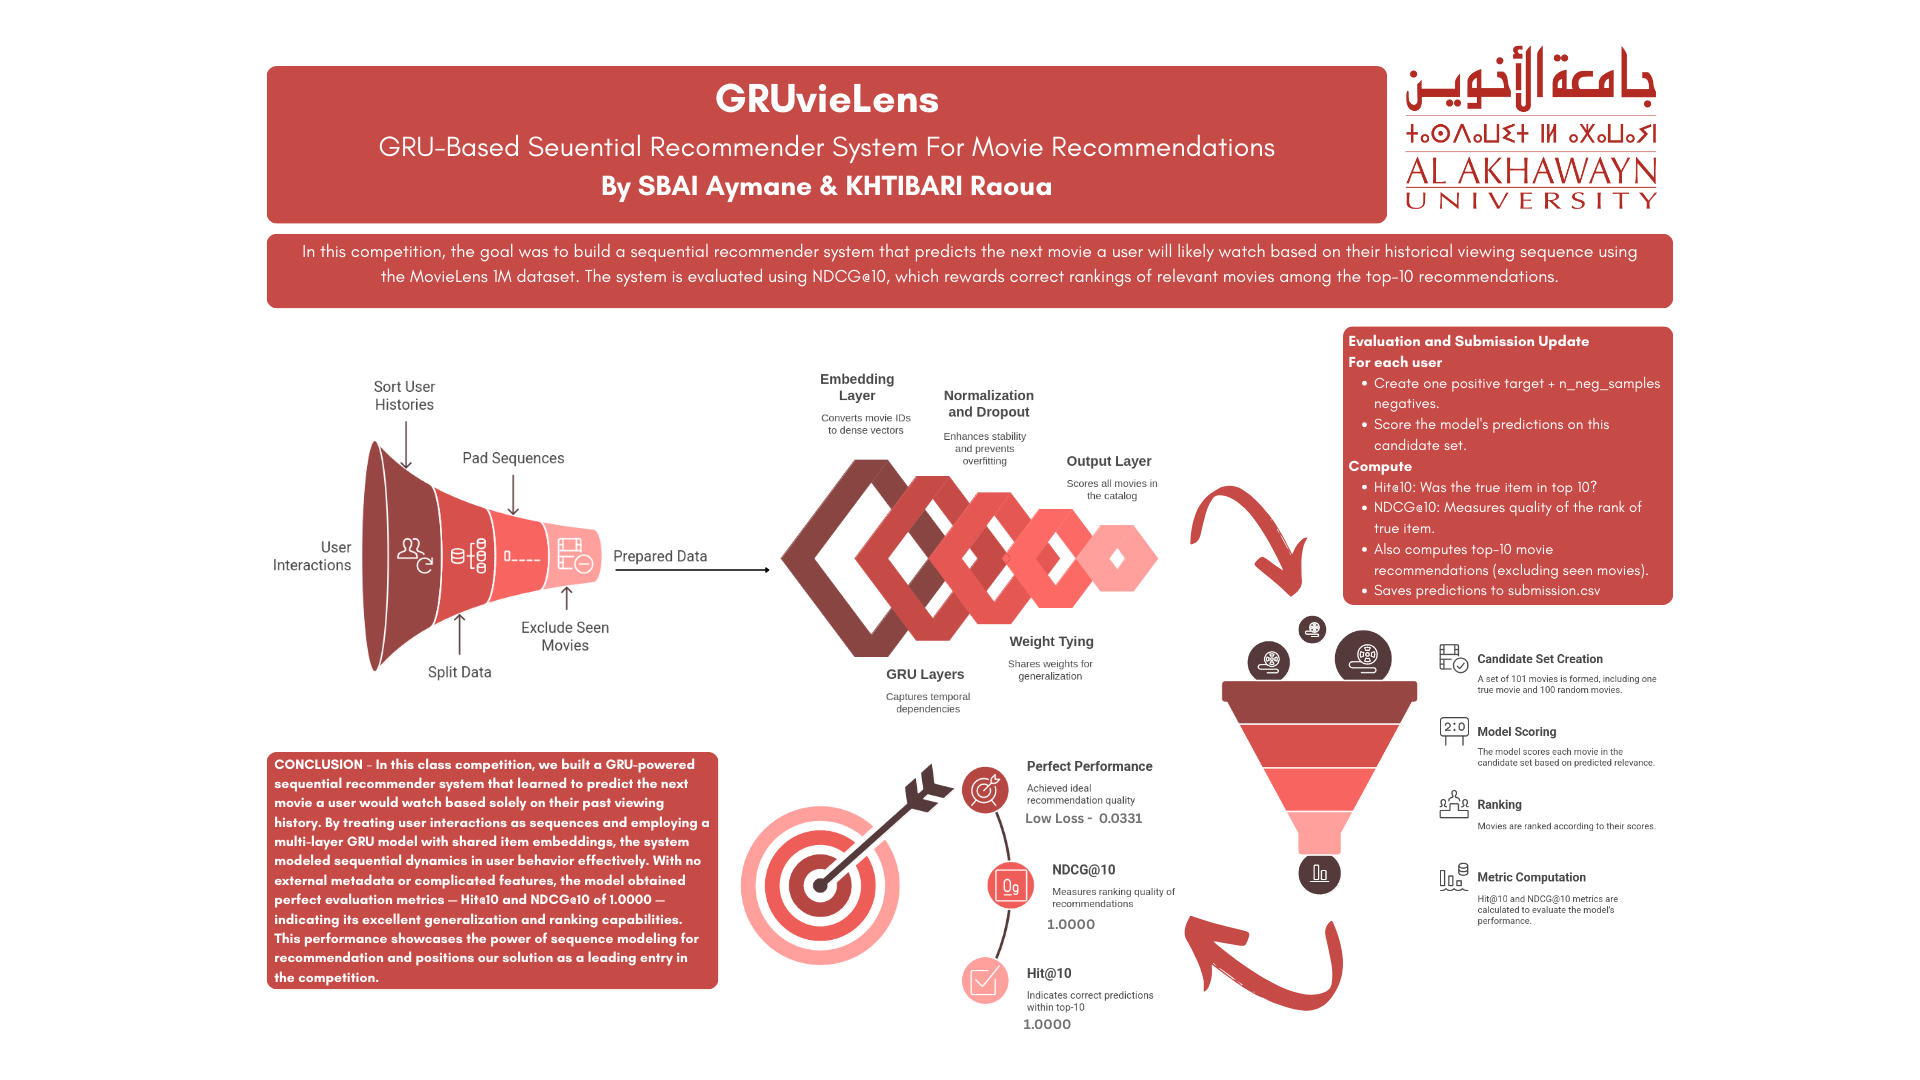 GRUvieLens
GRU-Based Seuential Recommender System For Movie Recommendations
By SBAI Aymane & KHTIBARI Raoua
جامعة الأخوين
ⵜⴰⵙⴷⴰⵡⵉⵜ ⵏ ⴰⵅⴰⵡⴰⵢⵏ
AL AKHAWAYN
UNIVERSITY
In this competition, the goal was to build a sequential recommender system that predicts the next movie a user will likely watch based on their historical viewing sequence using
the MovieLens 1M dataset. The system is evaluated using NDCG@10, which rewards correct rankings of relevant movies among the top-10 recommendations.
Sort User
Histories
Pad Sequences
User
Interactions
Prepared Data
Exclude Seen
Movies
Split Data
Embedding
Layer
Converts movie IDs
to dense vectors
Normalization
and Dropout
Enhances stability
and prevents
overfitting
Output Layer
Scores all movies in
the catalog
Weight Tying
Shares weights for
generalization
GRU Layers
Captures temporal
dependencies
Evaluation and Submission Update
For each user
• Create one positive target + n_neg_samples
negatives.
• Score the model's predictions on this
candidate set.
Compute
• Hit@10: Was the true item in top 10?
• NDCG@10: Measures quality of the rank of
true item.
• Also computes top-10 movie
recommendations (excluding seen movies).
• Saves predictions to submission.csv
Candidate Set Creation
A set of 101 movies is formed, including one
true movie and 100 random movies.
2:0
Model Scoring
The model scores each movie in the
candidate set based on predicted relevance.
Ranking
Movies are ranked according to their scores.
Metric Computation
Hit@10 and NDCG@10 metrics are
calculated to evaluate the model's
performance.
Perfect Performance
Achieved ideal
recommendation quality
Low Loss - 0.0331
NDCG@10
Measures ranking quality of
recommendations
1.0000
Hit@10
Indicates correct predictions
within top-10
1.0000
CONCLUSION - In this class competition, we built a GRU-powered
sequential recommender system that learned to predict the next
movie a user would watch based solely on their past viewing
history. By treating user interactions as sequences and employing a
multi-layer GRU model with shared item embeddings, the system
modeled sequential dynamics in user behavior effectively. With no
external metadata or complicated features, the model obtained
perfect evaluation metrics — Hit@10 and NDCG@10 of 1.0000 —
indicating its excellent generalization and ranking capabilities.
This performance showcases the power of sequence modeling for
recommendation and positions our solution as a leading entry in
the competition.